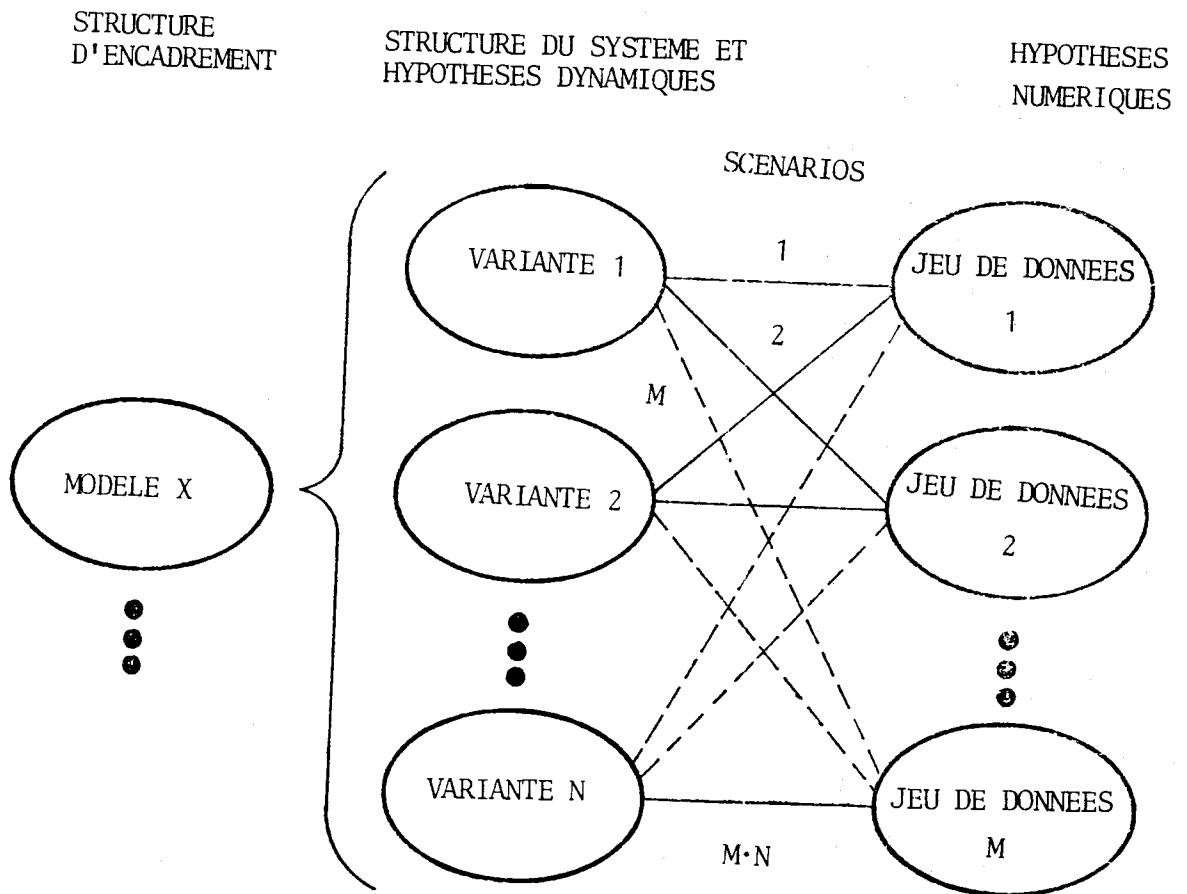 STRUCTURE
D'ENCADREMENT
STRUCTURE DU SYSTEME ET
HYPOTHESES DYNAMIQUES
HYPOTHESES
NUMERIQUES
SCENARIOS
VARIANTE 1
1
JEU DE DONNEES
1
2
M
MODELE X
VARIANTE 2
JEU DE DONNEES
2
VARIANTE N
JEU DE DONNEES
M
M·N